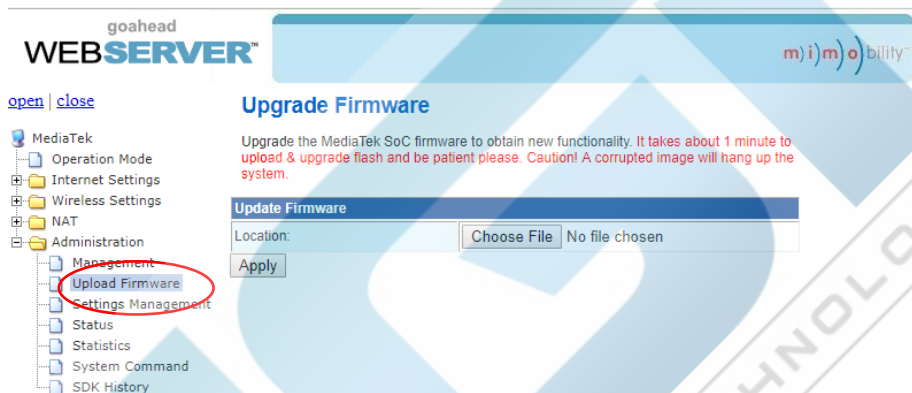 goahead
WEBSERVER™
m)i)m)o)bility™
open | close
MediaTek
Operation Mode
Internet Settings
Wireless Settings
NAT
Administration
Management
Upload Firmware
Settings Management
Status
Statistics
System Command
SDK History
Upgrade Firmware
Upgrade the MediaTek SoC firmware to obtain new functionality. It takes about 1 minute to
upload & upgrade flash and be patient please. Caution! A corrupted image will hang up the
system.
Update Firmware
Location: Choose File No file chosen
Apply